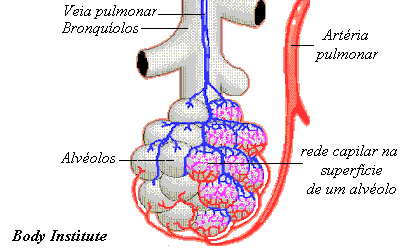 Veia pulmonar
Bronquíolos
Artéria
pulmonar
Alvéolos
rede capilar na
superfície
de um alvéolo
Body Institute